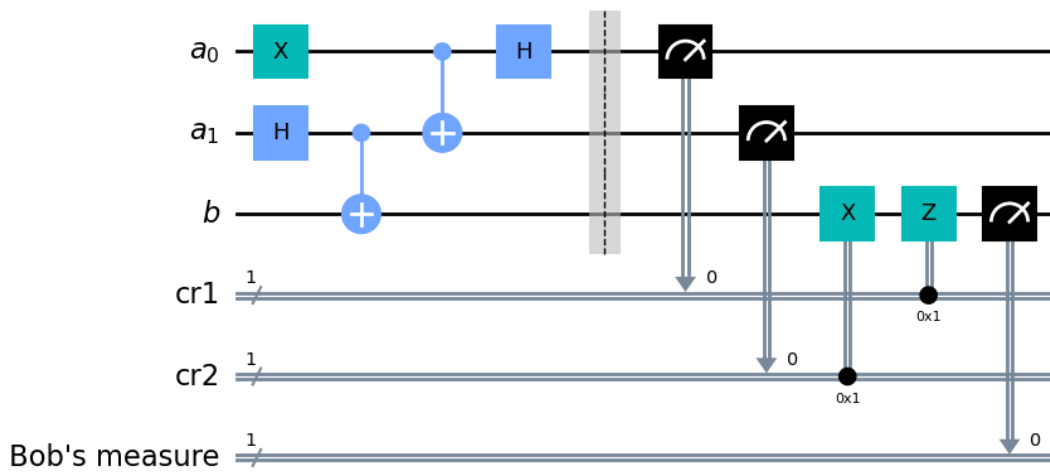 a0 X H
a1 H
b X Z
cr1 1 0 0x1
cr2 1 0 0x1
Bob's measure 1 0